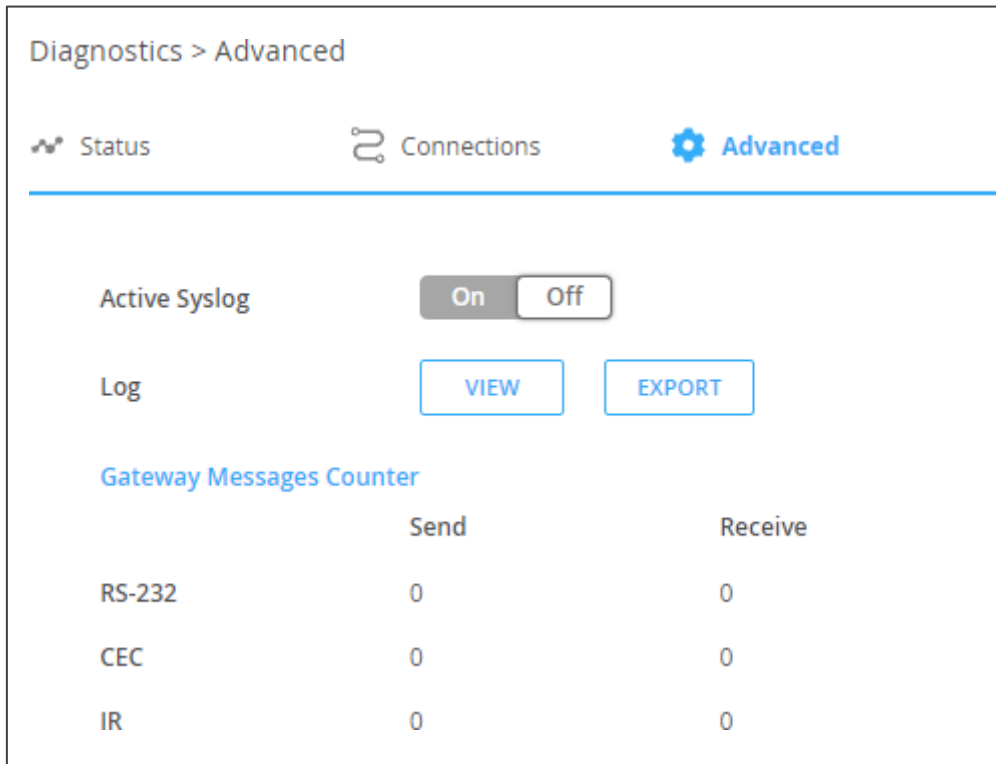 Diagnostics > Advanced
Status Connections Advanced
Active Syslog On Off
Log VIEW EXPORT
Gateway Messages Counter
Send Receive
RS-232 0 0
CEC 0 0
IR 0 0